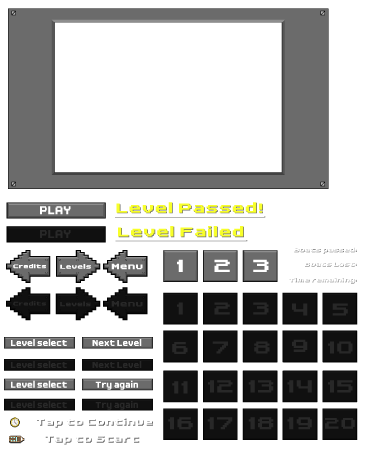 PLAY
Level Passed!
PLAY
Level Failed
Credits
Levels
Menu
1 2 3
Boats passed:
Boats Lost:
Time remaining:
Credits
Levels
Menu
1 2 3 4 5
6 7 8 9 10
11 12 13 14 15
16 17 18 19 20
Level select
Next Level
Level select
Next Level
Level select
Try again
Level select
Try again
Tap to Continue
Tap to Start